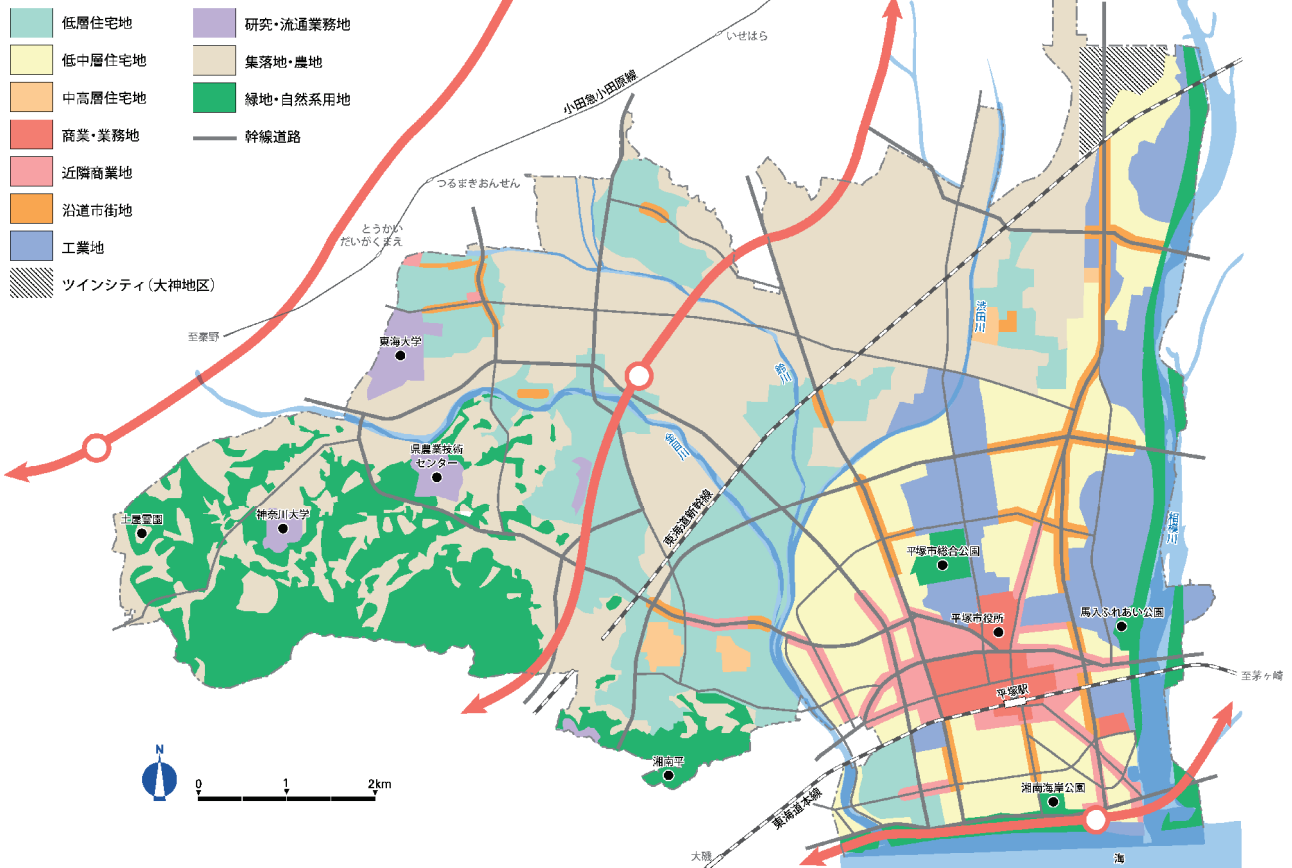 低層住宅地
低中層住宅地
中高層住宅地
商業・業務地
近隣商業地
沿道市街地
工業地
ツインシティ(大神地区)
研究・流通業務地
集落地・農地
緑地・自然系用地
幹線道路
いせはら
小田急小田原線
つるまきおんせん
とうかい
だいがくまえ
至秦野
東海大学
渋田川
鈴川
金目川
県農業技術
センター
東海道新幹線
土屋霊園
神奈川大学
相模川
平塚市総合公園
平塚市役所
馬入ふれあい公園
至茅ヶ崎
平塚駅
湘南平
湘南海岸公園
東海道本線
大磯
海
N
0
1
2km